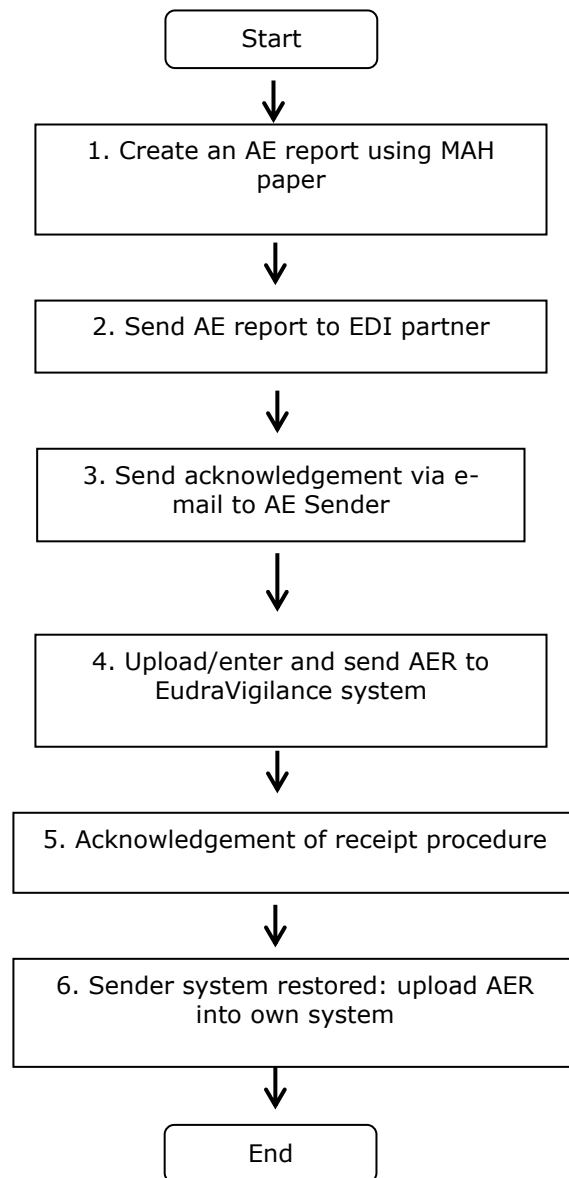 Start
1. Create an AE report using MAH
paper
2. Send AE report to EDI partner
3. Send acknowledgement via e-
mail to AE Sender
4. Upload/enter and send AER to
EudraVigilance system
5. Acknowledgement of receipt procedure
6. Sender system restored: upload AER
into own system
End